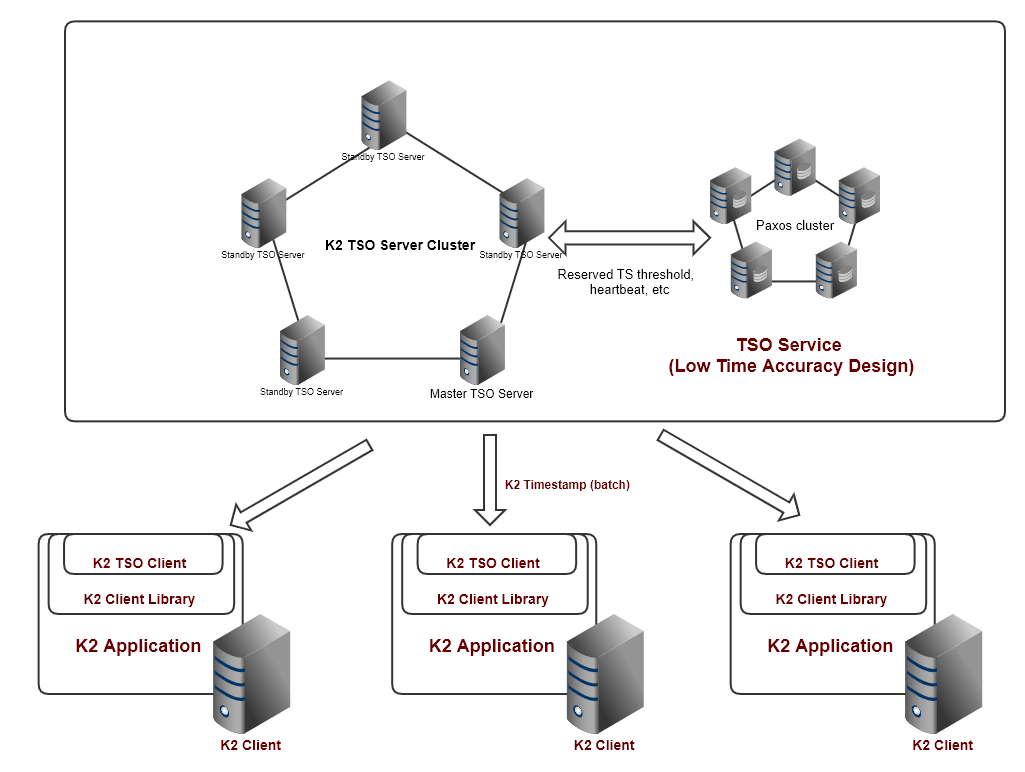 Standby TSO Server
Standby TSO Server
K2 TSO Server Cluster
Standby TSO Server
Paxos cluster
Reserved TS threshold,
heartbeat, etc
Standby TSO Server
Master TSO Server
TSO Service
(Low Time Accuracy Design)
K2 Timestamp (batch)
K2 TSO Client
K2 Client Library
K2 Application
K2 Client
K2 TSO Client
K2 Client Library
K2 Application
K2 Client
K2 TSO Client
K2 Client Library
K2 Application
K2 Client